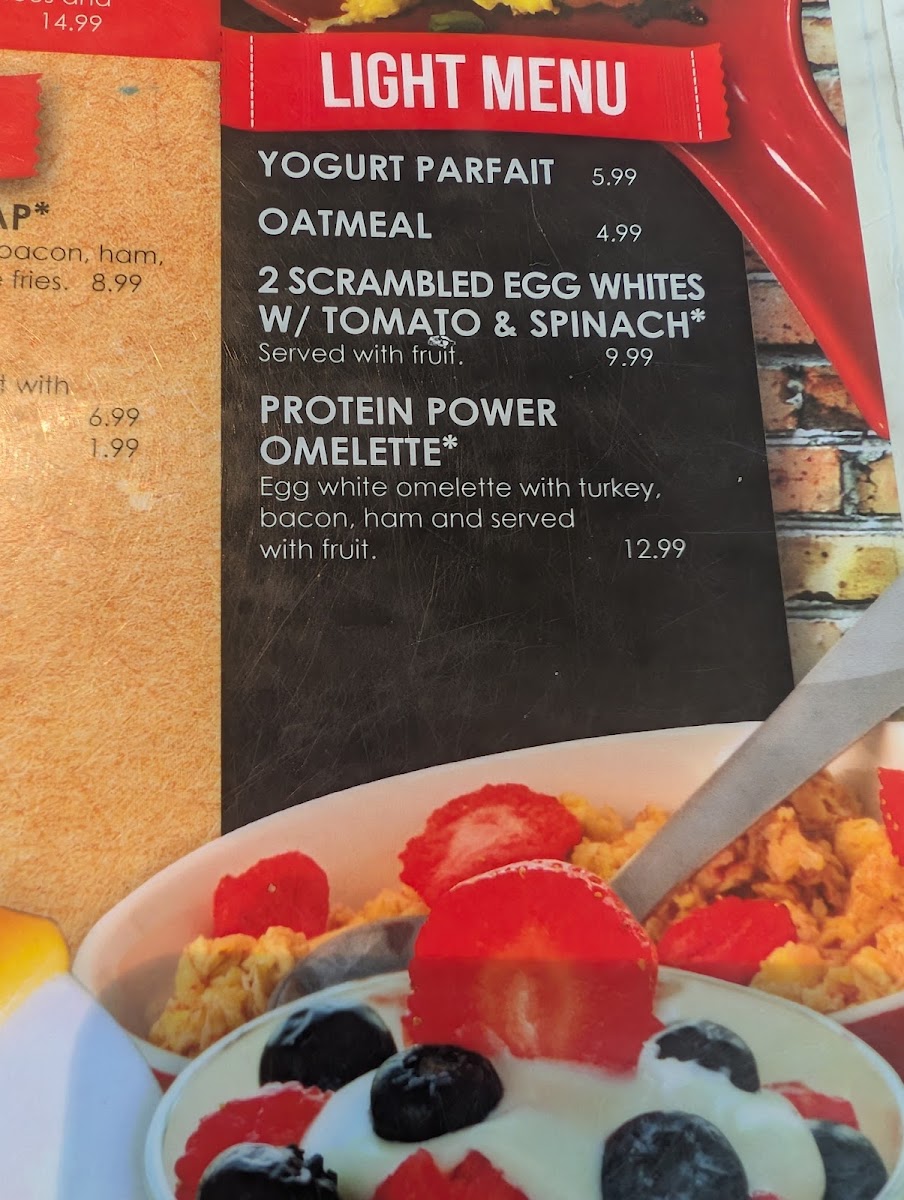 14.99
AP*
bacon, ham,
fries. 8.99
with
6.99
1.99
LIGHT MENU
YOGURT PARFAIT 5.99
OATMEAL 4.99
2 SCRAMBLED EGG WHITES
W/ TOMATO & SPINACH*
Served with fruit. 9.99
PROTEIN POWER
OMELETTE*
Egg white omelette with turkey,
bacon, ham and served
with fruit. 12.99